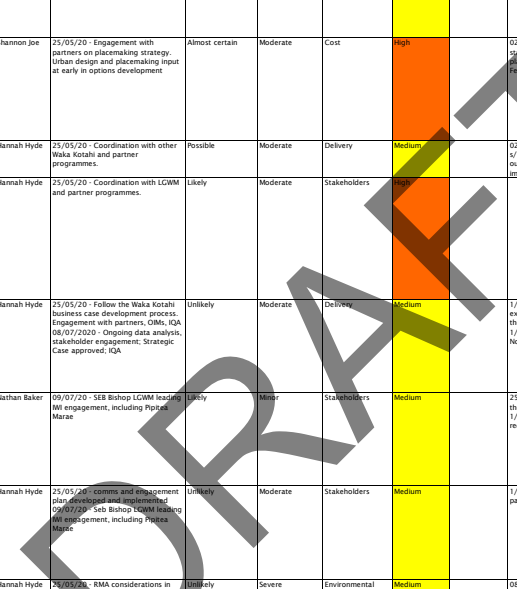 Shannon Joe 25/05/20 - Engagement with Almost certain Moderate Cost High
partners on placemaking strategy.
Urban design and placemaking input
at early in options development
Hannah Hyde 25/05/20 - Coordination with other Possible Moderate Delivery Medium
Waka Kotahi and partner
programmes.
Hannah Hyde 25/05/20 - Coordination with LGWM Likely Moderate Stakeholders High
and partner programmes.
Hannah Hyde 25/05/20 - Follow the Waka Kotahi Unlikely Moderate Delivery Medium
business case development process.
Engagement with partners, OIMs, IQA
08/07/2020 - Ongoing data analysis,
stakeholder engagement; Strategic
Case approved; IQA
Nathan Baker 09/07/20 - SEB Bishop LGWM leading Likely Minor Stakeholders Medium
IWI engagement, including Pipitea
Marae
Hannah Hyde 25/05/20 - comms and engagement Unlikely Moderate Stakeholders Medium
plan developed and implemented
09/07/20 - Seb Bishop LGWM leading
IWI engagement, including Pipitea
Marae
Hannah Hyde 25/05/20 - RMA considerations in Unlikely Severe Environmental Medium
DRAFT